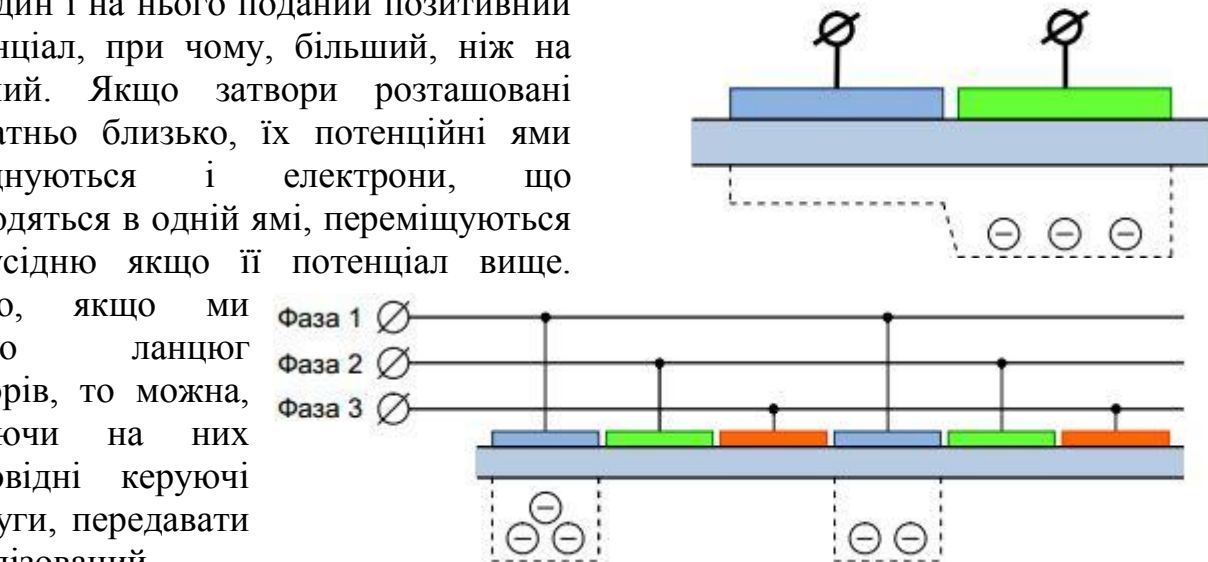 дин і на нього поданий позитивний
нціал, при чому, більший, ніж на
ий. Якщо затвори розташовані
атньо близько, їх потенційні ями
днуються і електрони, що
одяться в одній ямі, переміщуються
усідню якщо її потенціал вище.
о, якщо ми
о ланцюг
орів, то можна,
ючи на них
овідні керуючі
уги, передавати
Фаза 1
Фаза 2
Фаза 3